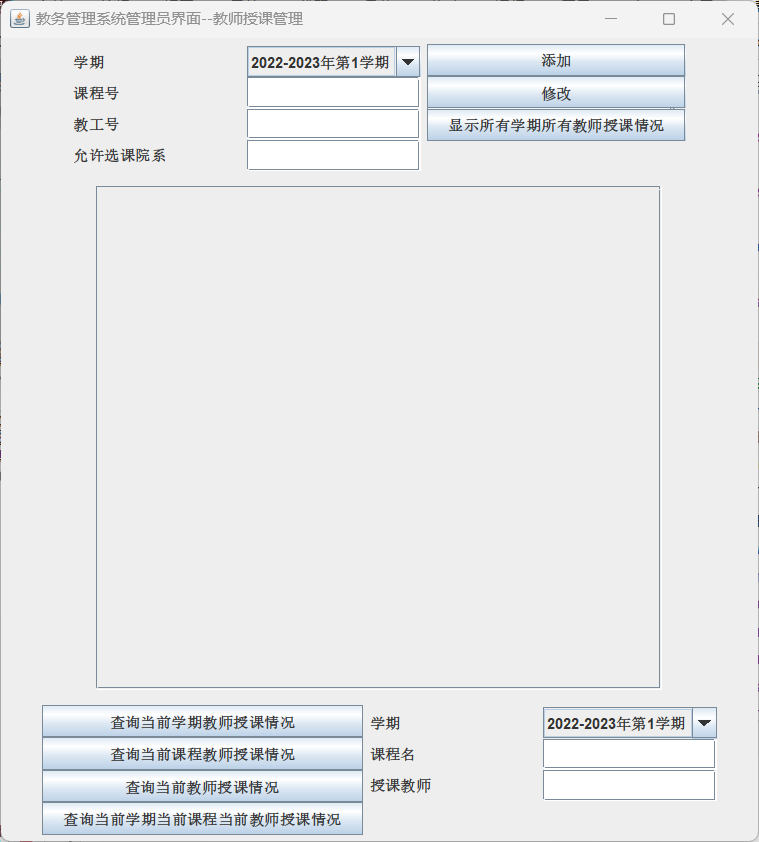 教务管理系统管理员界面--教师授课管理
学期
2022-2023年第1学期
添加
课程号
修改
教工号
显示所有学期所有教师授课情况
允许选课院系
查询当前学期教师授课情况
学期
2022-2023年第1学期
查询当前课程教师授课情况
课程名
查询当前教师授课情况
授课教师
查询当前学期当前课程当前教师授课情况